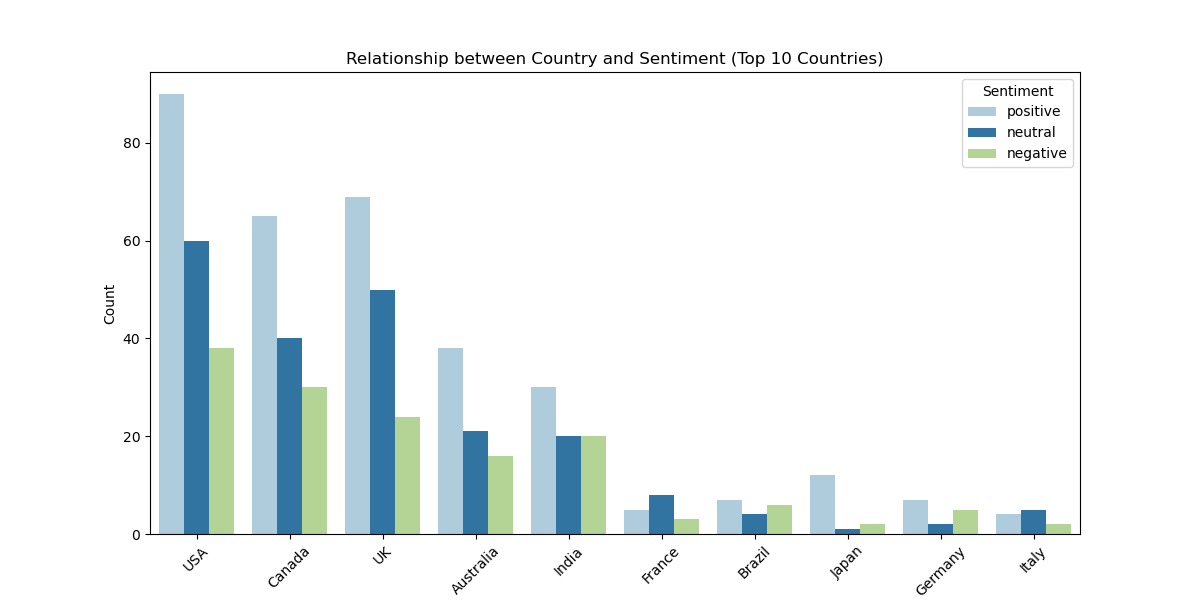 Relationship between Country and Sentiment (Top 10 Countries)
Sentiment
positive
neutral
negative
Count
80
60
40
20
0
USA
Canada
UK
Australia
India
France
Brazil
Japan
Germany
Italy